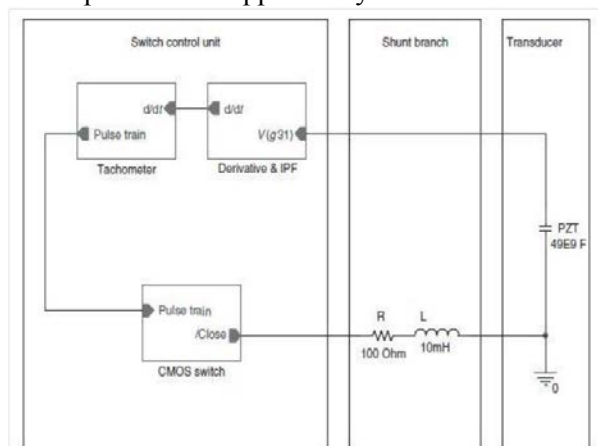 Switch control unit
Shunt branch
Transducer
d/dt
d/dt
Pulse train
V(g31)
Tachometer
Derivative & IPF
PZT
49E9 F
Pulse train
/Close
CMOS switch
R
L
100 Ohm
10mH
0